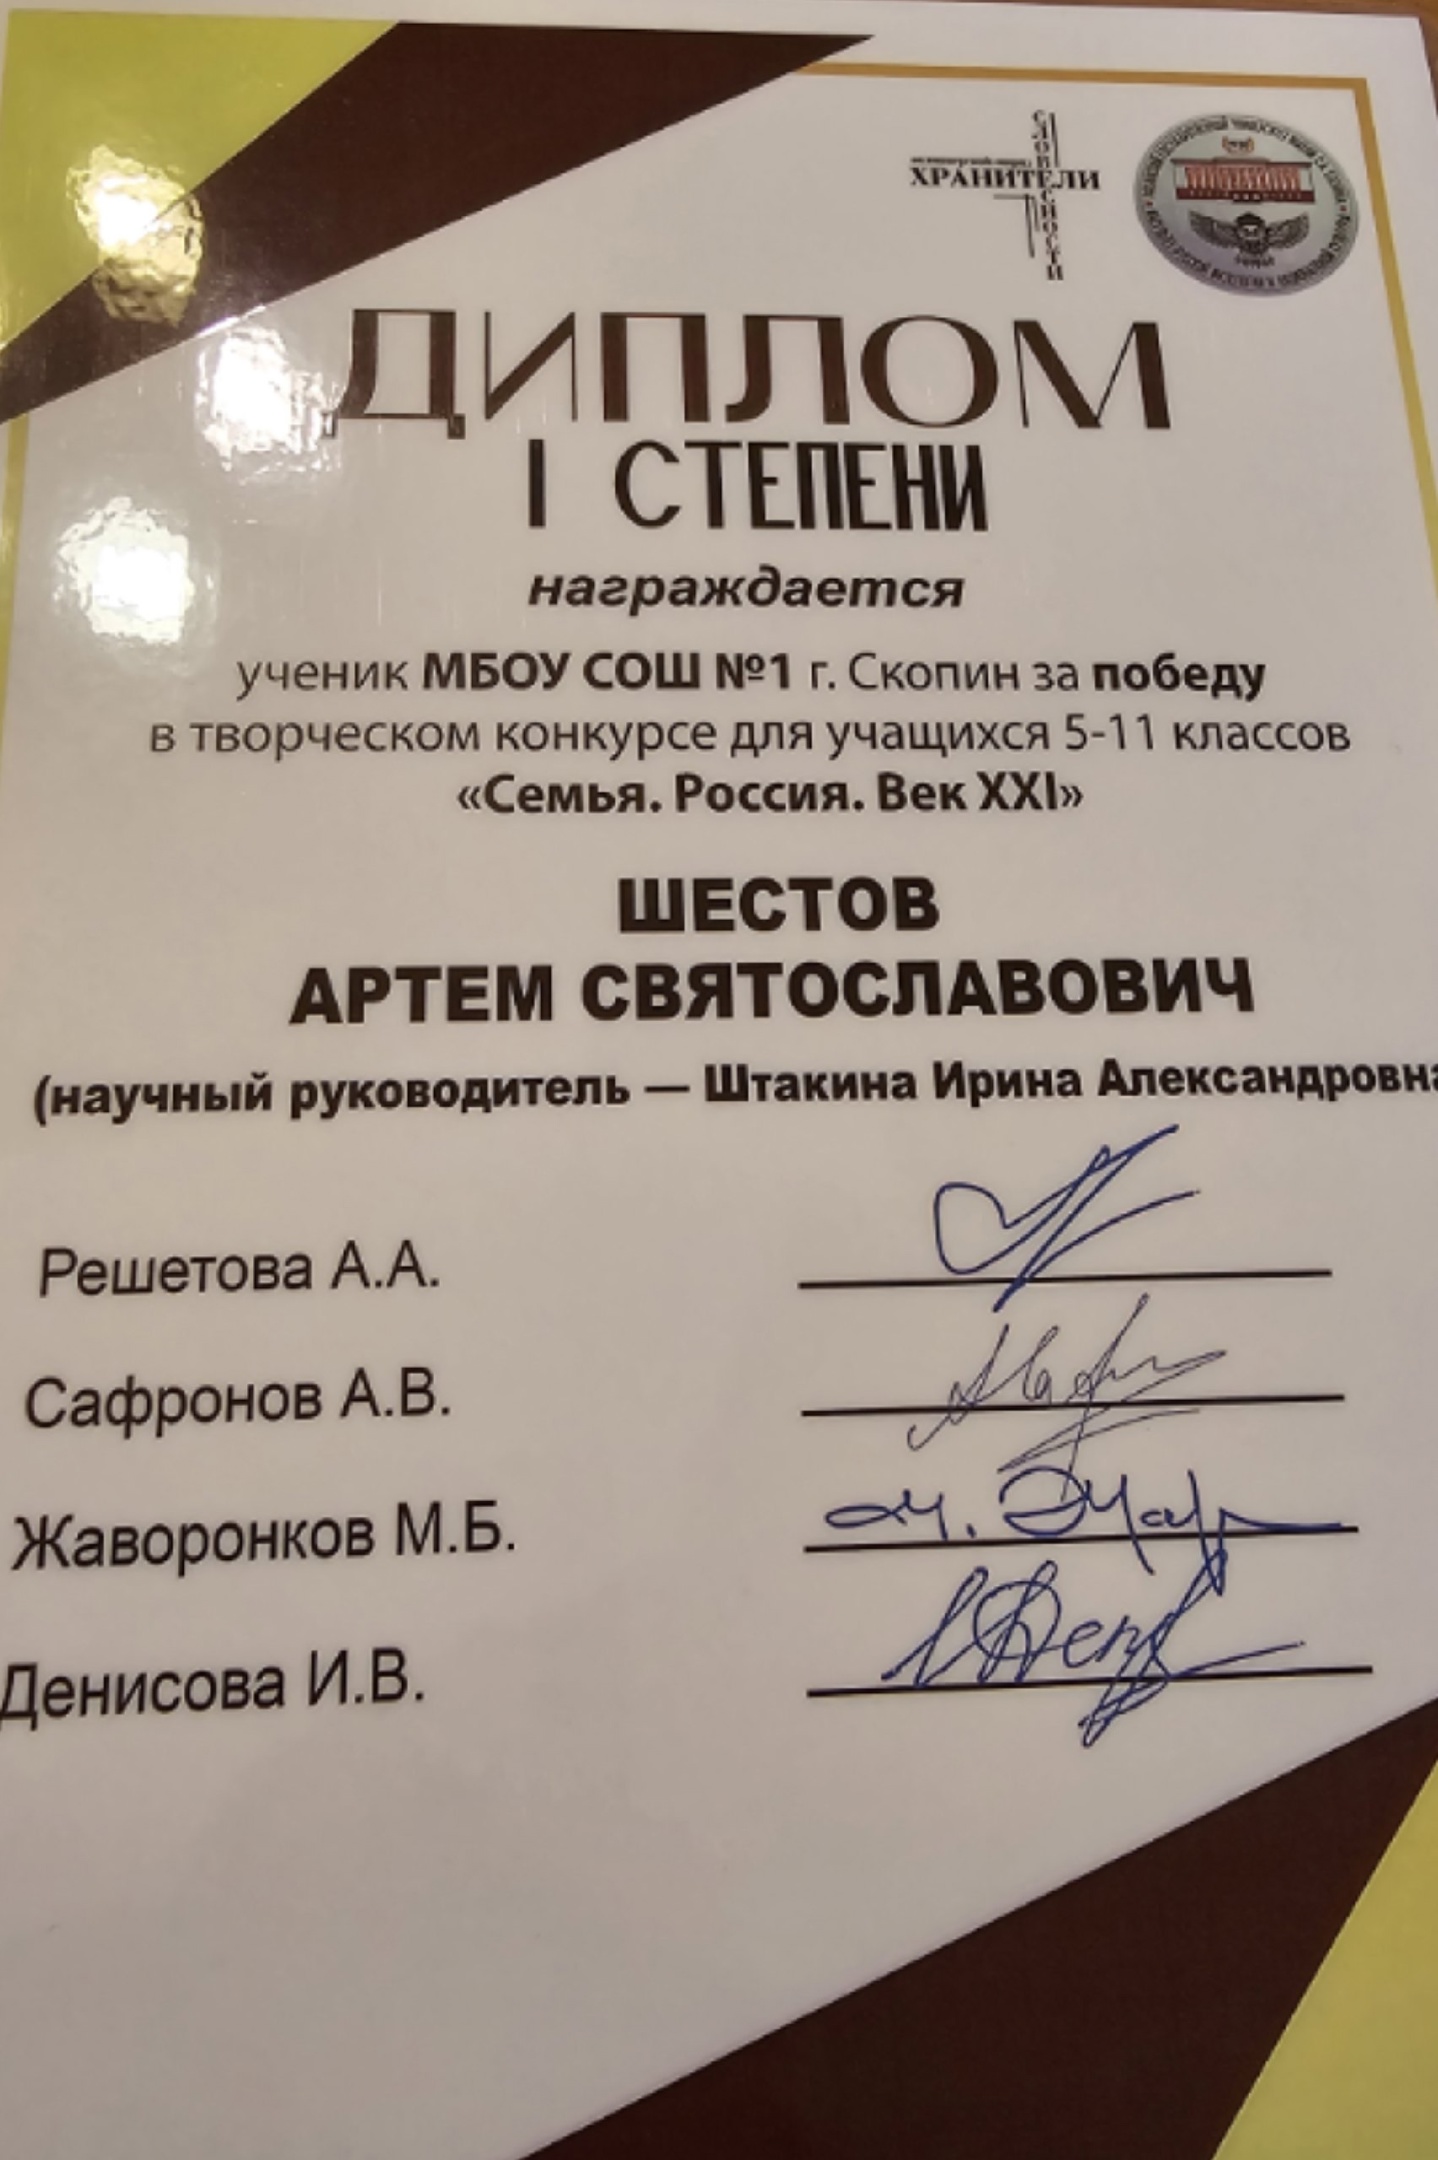 ХРАНИТЕЛИ
СЛОВЕСНОСТИ
ДИПЛОМ
I СТЕПЕНИ
награждается
ученик МБОУ СОШ №1 г. Скопин за победу
в творческом конкурсе для учащихся 5-11 классов
«Семья. Россия. Век XXI»
ШЕСТОВ
АРТЕМ СВЯТОСЛАВОВИЧ
(научный руководитель — Штакина Ирина Александровна
Решетова А.А.
Сафронов А.В.
Жаворонков М.Б.
Денисова И.В.